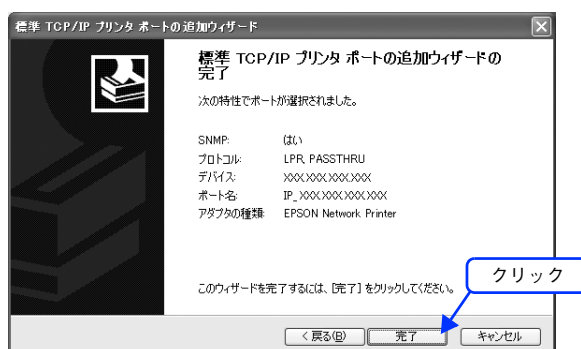 標準 TCP/IP プリンタ ポートの追加ウィザード
標準 TCP/IP プリンタ ポートの追加ウィザードの
完了
次の特性でポートが選択されました。
SNMP: はい
プロトコル: LPR, PASSTHRU
デバイス: XXX.XXX.XXX.XXX
ポート名: IP_XXX.XXX.XXX.XXX
アダプタの種類: EPSON Network Printer
このウィザードを完了するには、[完了] をクリックしてください。
クリック
< 戻る(B) 完了 キャンセル